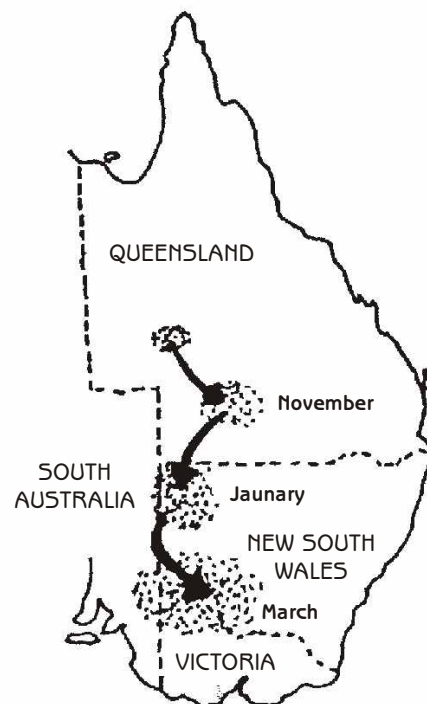 QUEENSLAND
November
SOUTH
AUSTRALIA
Jaunary
NEW SOUTH
WALES
March
VICTORIA